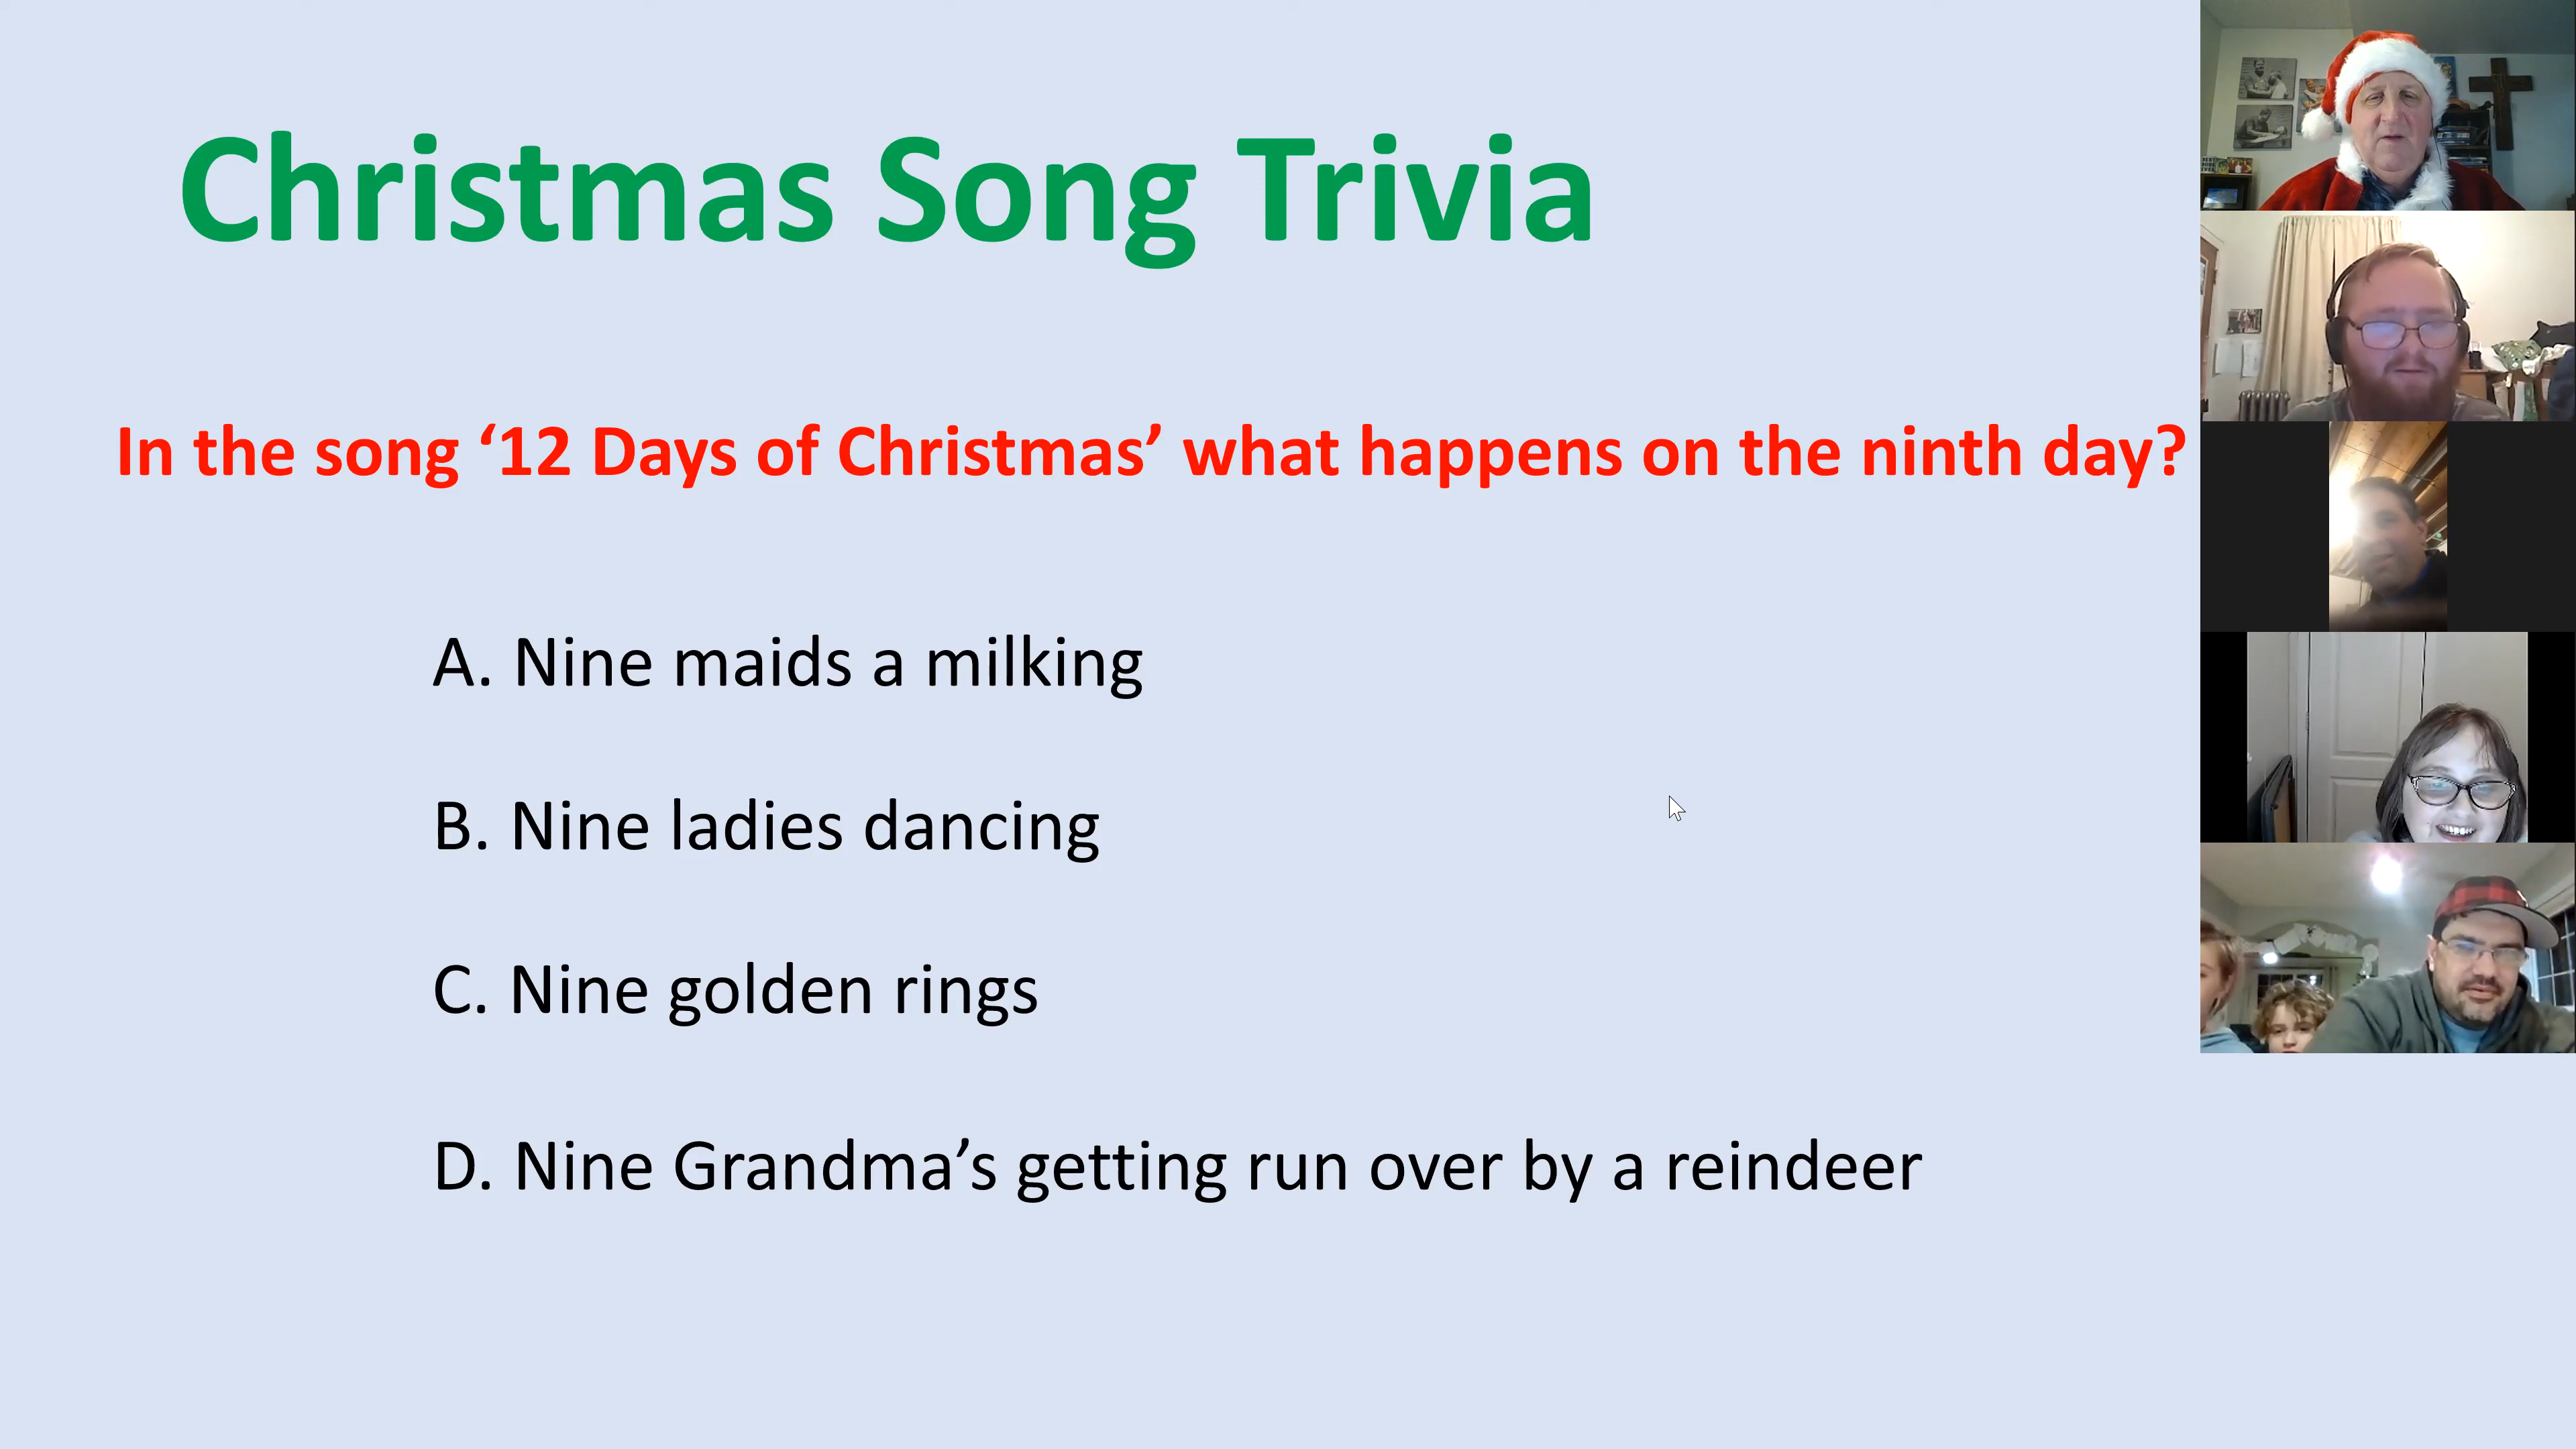 Christmas Song Trivia
In the song ‘12 Days of Christmas’ what happens on the ninth day?
A. Nine maids a milking
B. Nine ladies dancing
C. Nine golden rings
D. Nine Grandma’s getting run over by a reindeer